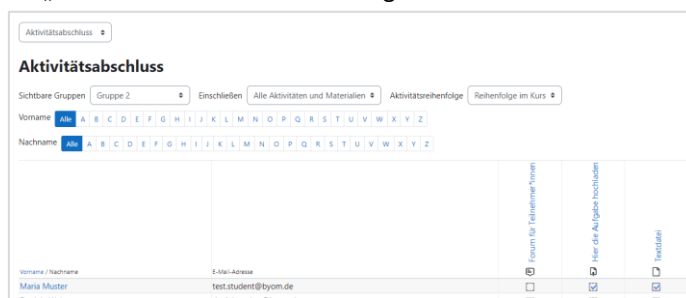 Aktivitätsabschluss
Aktivitätsabschluss
Sichtbare Gruppen Gruppe 2 Einschließen Alle Aktivitäten und Materialien Aktivitätsreihenfolge Reihenfolge im Kurs
Vorname Alle A B C D E F G H I J K L M N O P Q R S T U V W X Y Z
Nachname Alle A B C D E F G H I J K L M N O P Q R S T U V W X Y Z
Forum für Teilnehmer*innen
Hier die Aufgabe hochladen
Textdatei
Vorname / Nachname E-Mail-Adresse
Maria Muster test.student@byom.de